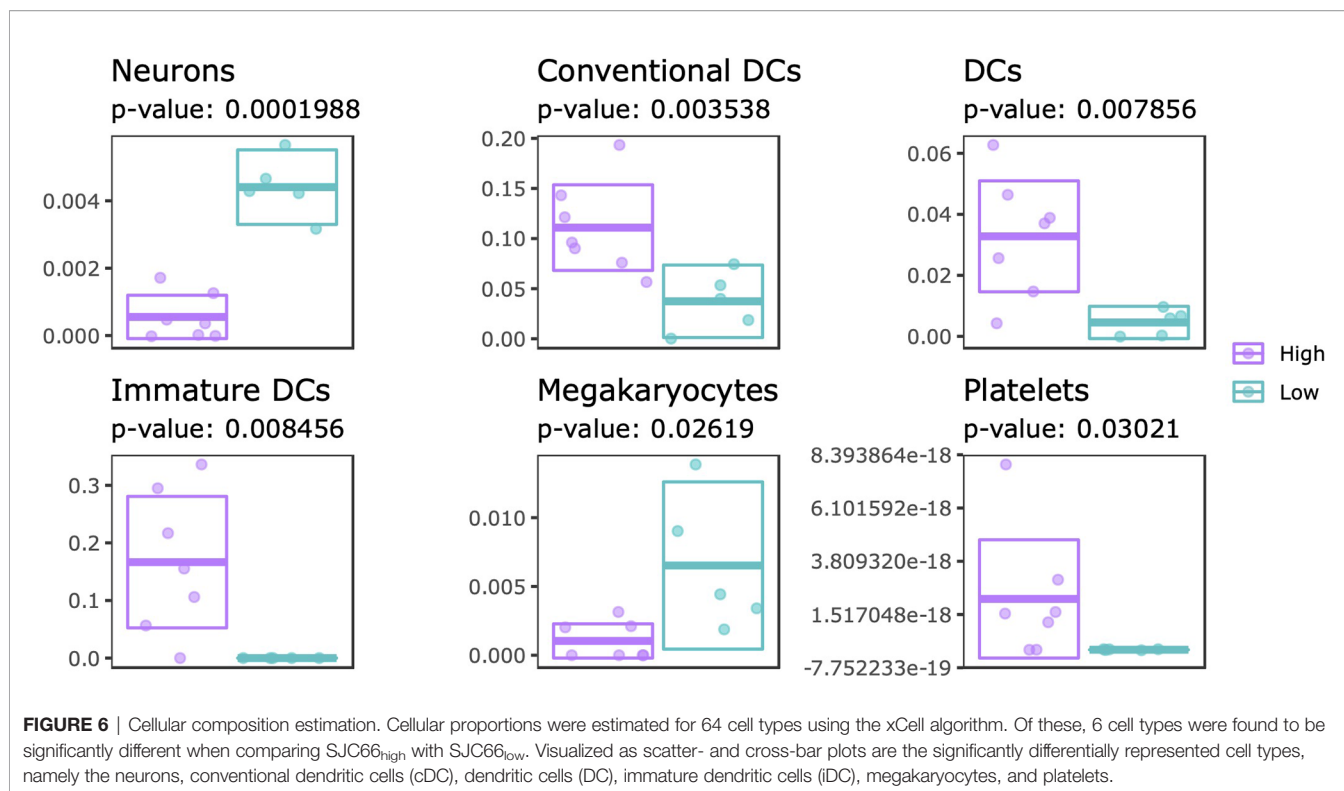 Neurons
p-value: 0.0001988
0.004
0.002
0.000
Conventional DCs
p-value: 0.003538
0.20
0.15
0.10
0.05
0.00
DCs
p-value: 0.007856
0.06
0.04
0.02
0.00
High
Low
Immature DCs
p-value: 0.008456
0.3
0.2
0.1
0.0
Megakaryocytes
p-value: 0.02619
0.010
0.005
0.000
Platelets
p-value: 0.03021
8.393864e-18
6.101592e-18
3.809320e-18
1.517048e-18
-7.752233e-19
FIGURE 6 | Cellular composition estimation. Cellular proportions were estimated for 64 cell types using the xCell algorithm. Of these, 6 cell types were found to be
significantly different when comparing SJC66high with SJC66low. Visualized as scatter- and cross-bar plots are the significantly differentially represented cell types,
namely the neurons, conventional dendritic cells (cDC), dendritic cells (DC), immature dendritic cells (iDC), megakaryocytes, and platelets.